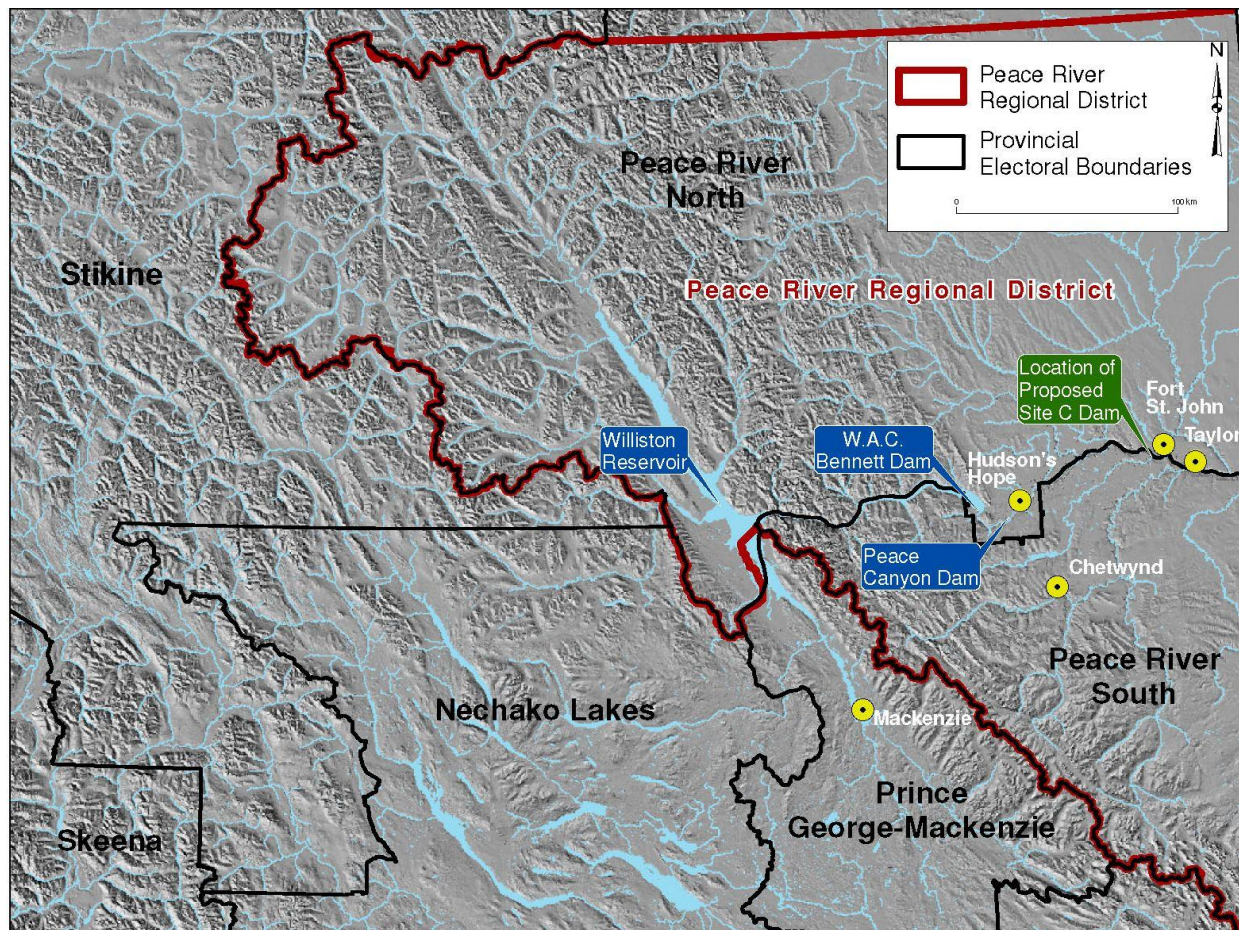 Peace River
Regional District
Provincial
Electoral Boundaries
N
0
100 km
Peace River
North
Stikine
Peace River Regional District
Location of
Proposed
Site C Dam
Fort
St. John
Taylor
Williston
Reservoir
W.A.C.
Bennett Dam
Hudson's
Hope
Peace
Canyon Dam
Chetwynd
Peace River
South
Nechako Lakes
Mackenzie
Prince
George-Mackenzie
Skeena